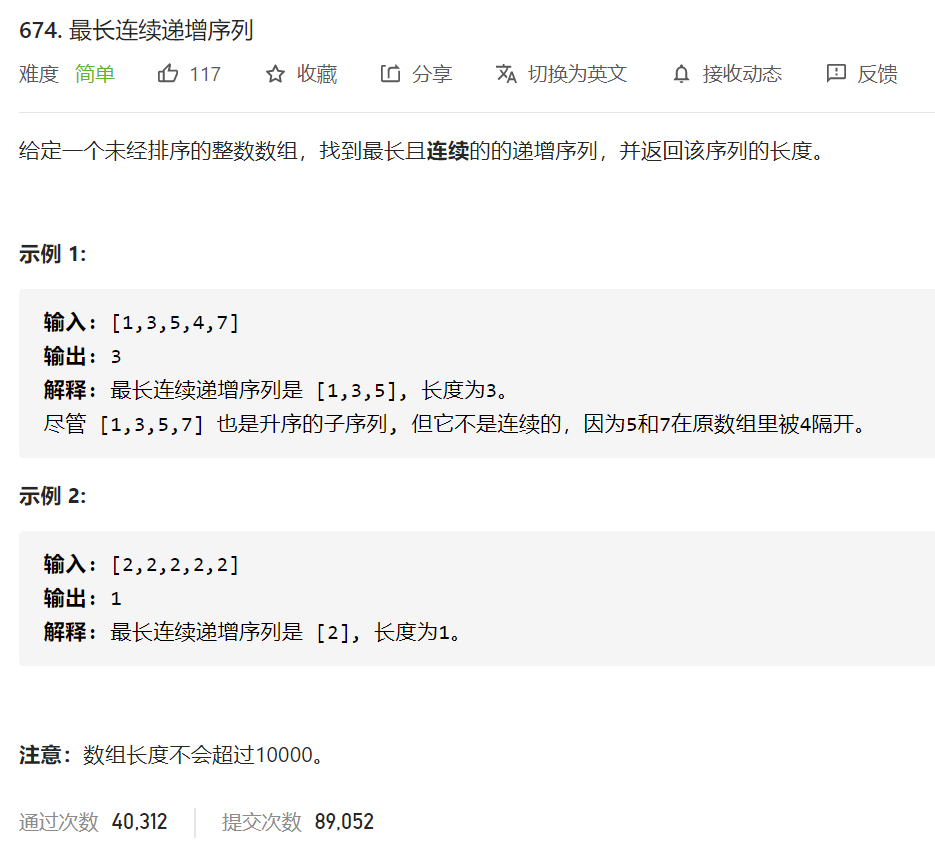 674. 最长连续递增序列
难度 简单 117 收藏 分享 切换为英文 接收动态 反馈
给定一个未经排序的整数数组，找到最长且连续的的递增序列，并返回该序列的长度。
示例 1:
输入: [1,3,5,4,7]
输出: 3
解释: 最长连续递增序列是 [1,3,5], 长度为3。
尽管 [1,3,5,7] 也是升序的子序列, 但它不是连续的，因为5和7在原数组里被4隔开。
示例 2:
输入: [2,2,2,2,2]
输出: 1
解释: 最长连续递增序列是 [2], 长度为1。
注意：数组长度不会超过10000。
通过次数 40,312 提交次数 89,052